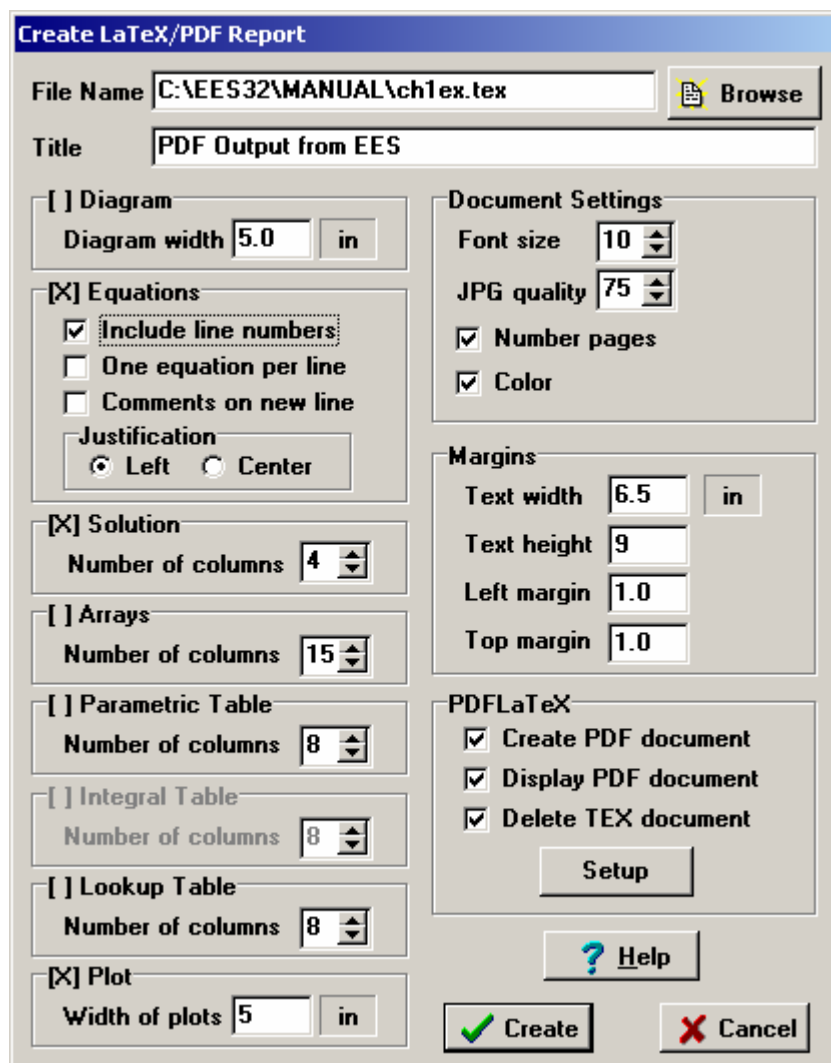 Create LaTeX/PDF Report
File Name C:\EES32\MANUAL\ch1ex.tex Browse
Title PDF Output from EES
[ ] Diagram
Diagram width 5.0 in
[X] Equations
Include line numbers
One equation per line
Comments on new line
Justification
Left Center
[X] Solution
Number of columns 4
[ ] Arrays
Number of columns 15
[ ] Parametric Table
Number of columns 8
[ ] Integral Table
Number of columns 8
[ ] Lookup Table
Number of columns 8
[X] Plot
Width of plots 5 in
Document Settings
Font size 10
JPG quality 75
Number pages
Color
Margins
Text width 6.5 in
Text height 9
Left margin 1.0
Top margin 1.0
PDFLaTeX
Create PDF document
Display PDF document
Delete TEX document
Setup
? Help
Create Cancel